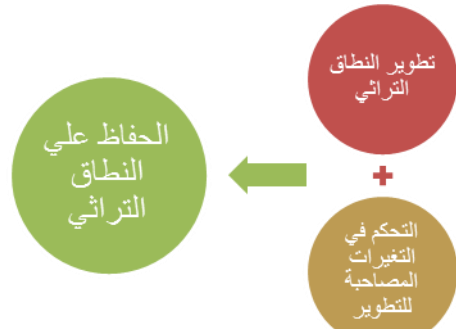 تطوير النطاق
التراثي
+
التحكم في
التغيرات
المصاحبة
للتطوير
الحفاظ علي
النطاق
التراثي